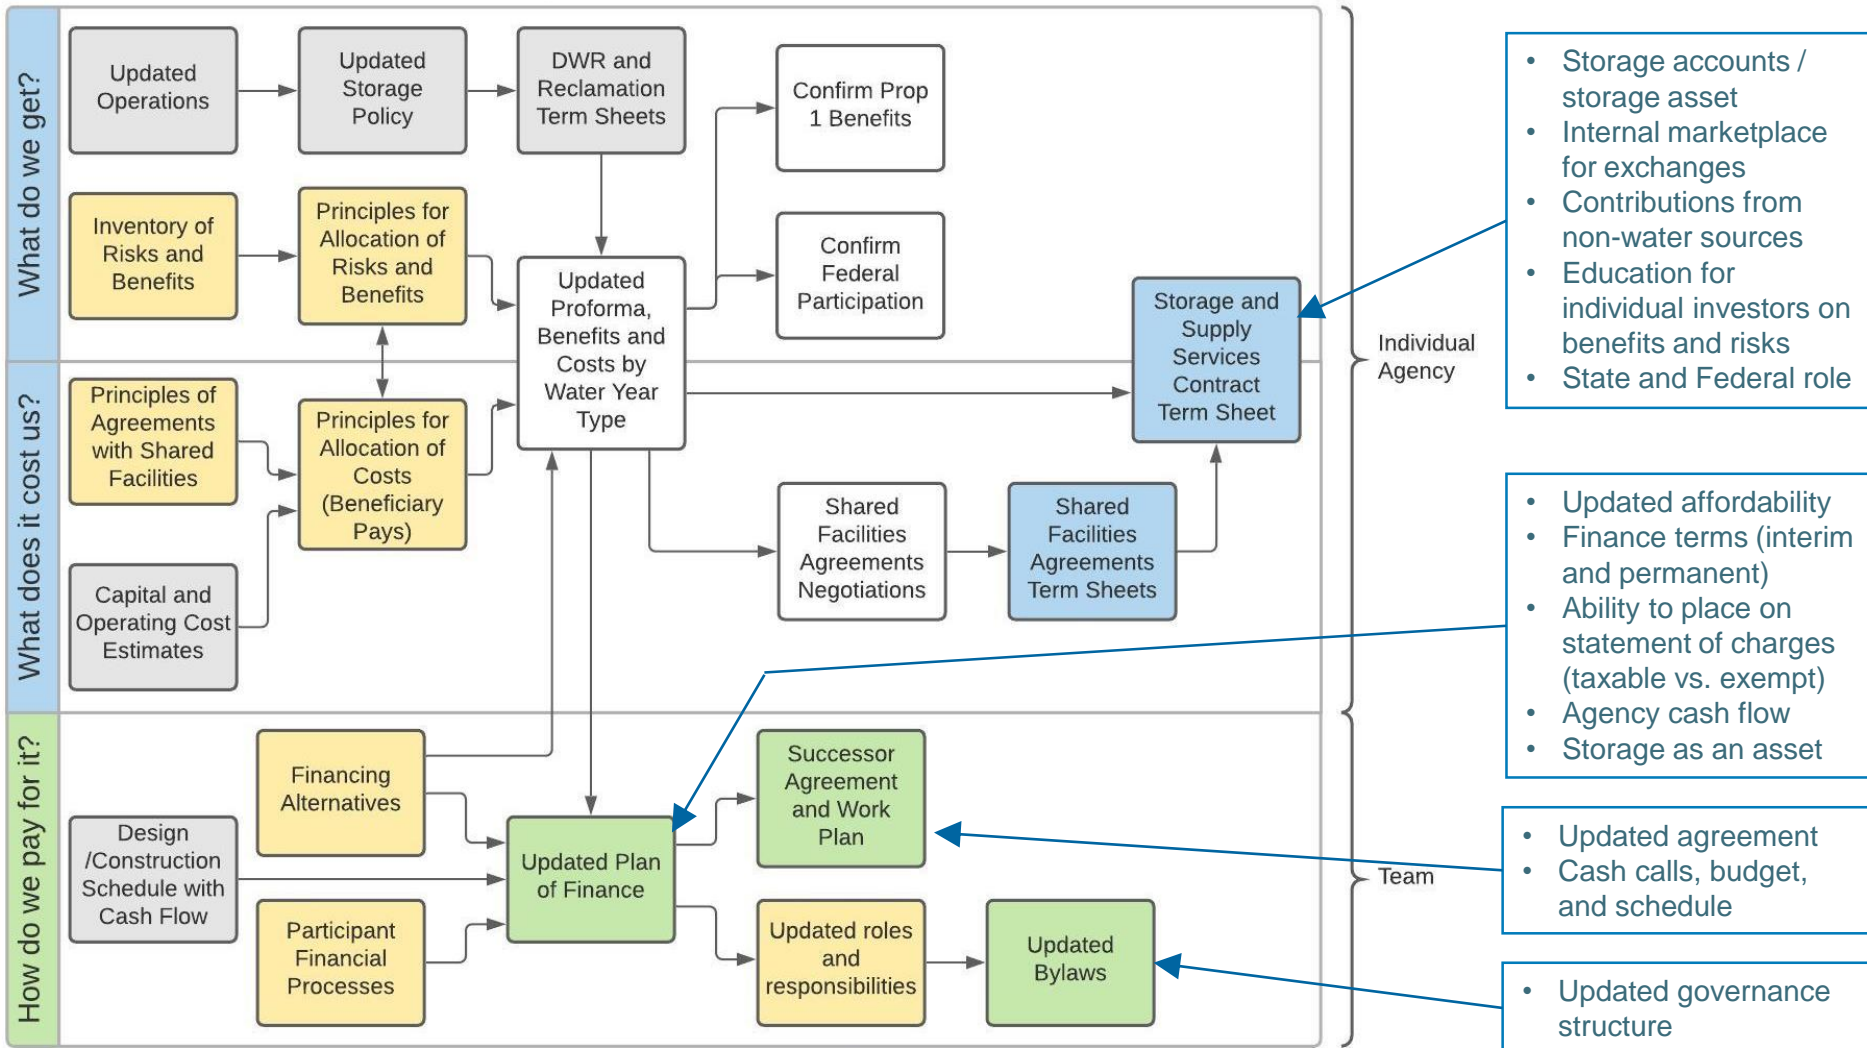 What do we get?
Updated
Operations
Updated
Storage
Policy
DWR and
Reclamation
Term Sheets
Confirm Prop
1 Benefits
Inventory of
Risks and
Benefits
Principles for
Allocation of
Risks and
Benefits
Updated
Proforma,
Benefits and
Costs by
Water Year
Type
Confirm
Federal
Participation
Storage and
Supply
Services
Contract
Term Sheet
What does it cost us?
Principles of
Agreements
with Shared
Facilities
Principles for
Allocation of
Costs
(Beneficiary
Pays)
Capital and
Operating Cost
Estimates
Shared
Facilities
Agreements
Negotiations
Shared
Facilities
Agreements
Term Sheets
How do we pay for it?
Financing
Alternatives
Design
/Construction
Schedule with
Cash Flow
Participant
Financial
Processes
Updated Plan
of Finance
Successor
Agreement
and Work
Plan
Updated roles
and
responsibilities
Updated
Bylaws
Individual
Agency
Team
• Storage accounts /
storage asset
• Internal marketplace
for exchanges
• Contributions from
non-water sources
• Education for
individual investors on
benefits and risks
• State and Federal role
• Updated affordability
• Finance terms (interim
and permanent)
• Ability to place on
statement of charges
(taxable vs. exempt)
• Agency cash flow
• Storage as an asset
• Updated agreement
• Cash calls, budget,
and schedule
• Updated governance
structure